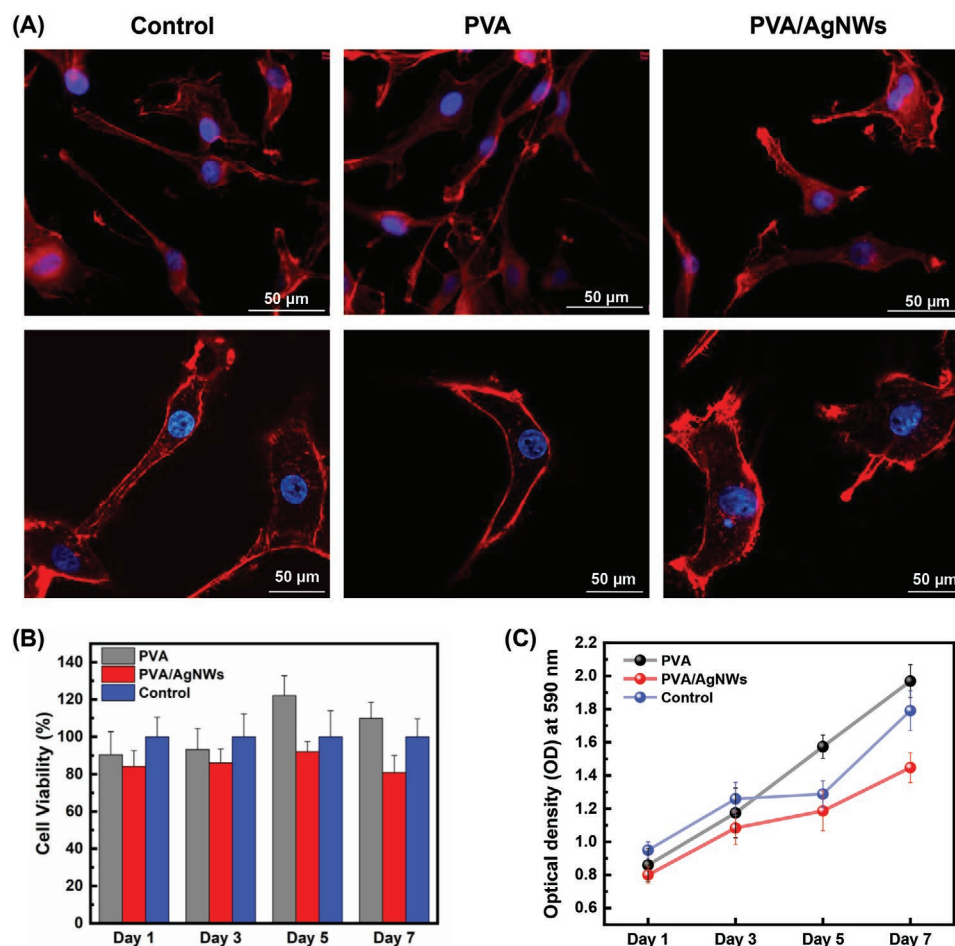 (A)
Control PVA PVA/AgNWs
50 µm 50 µm 50 µm
50 µm 50 µm 50 µm
(B)
PVA
PVA/AgNWs
Control
Cell Viability (%)
140
120
100
80
60
40
20
0
Day 1 Day 3 Day 5 Day 7
(C)
PVA
PVA/AgNWs
Control
Optical density (OD) at 590 nm
2.2
2.0
1.8
1.6
1.4
1.2
1.0
0.8
0.6
Day 1 Day 3 Day 5 Day 7